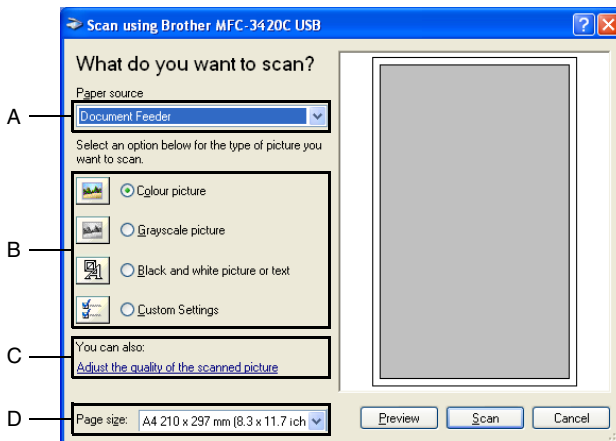 Scan using Brother MFC-3420C USB
What do you want to scan?
Paper source
A
Document Feeder
Select an option below for the type of picture you
want to scan.
Colour picture
Grayscale picture
B
Black and white picture or text
Custom Settings
You can also:
C
Adjust the quality of the scanned picture
D
Page size:
A4 210 x 297 mm (8.3 x 11.7 ich
Preview
Scan
Cancel